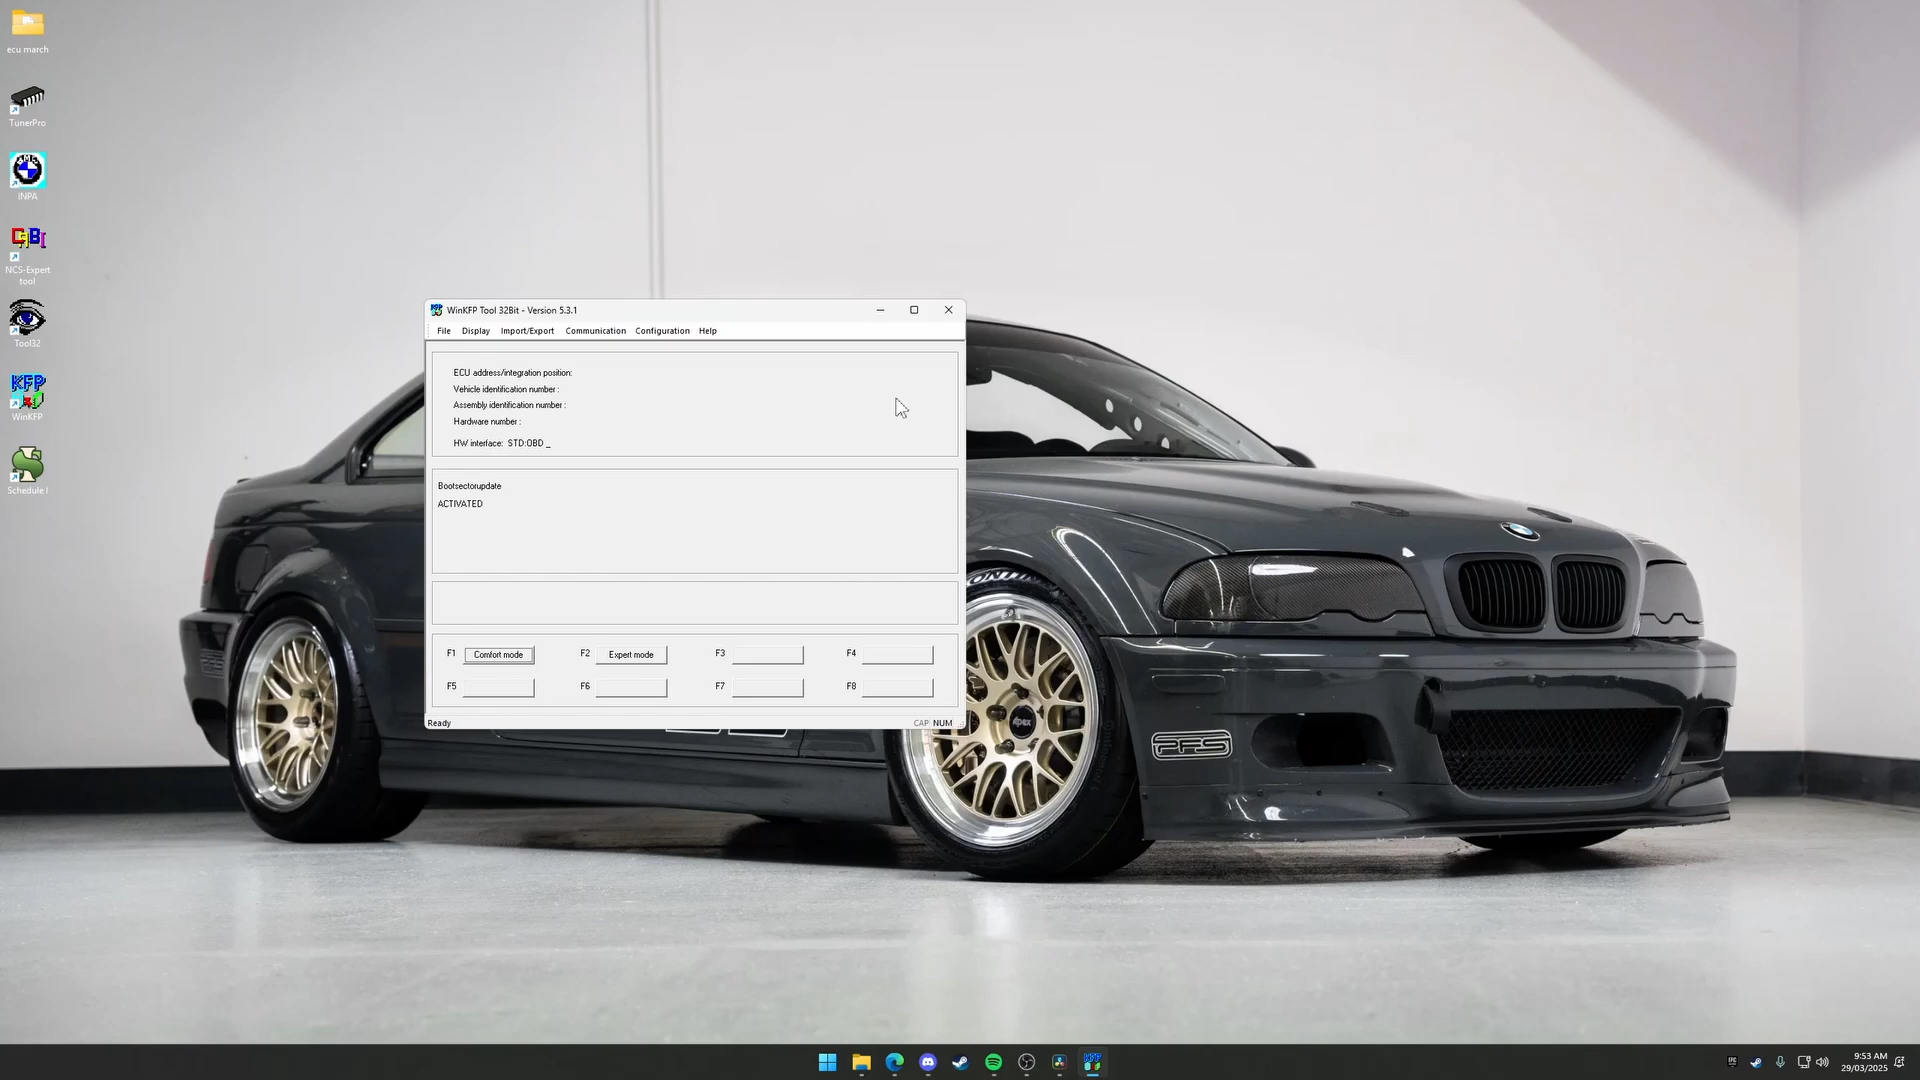 ecu march
TunerPro
INPA
NCS-Expert
tool
Tool32
KFP
WinKFP
Schedule I
WinKFP Tool 32Bit - Version 5.3.1
File Display Import/Export Communication Configuration Help
ECU address/integration position:
Vehicle identification number :
Assembly identification number :
Hardware number :
HW interface: STD:OBD _
Bootsectorupdate
ACTIVATED
F1 Comfort mode F2 Expert mode F3 F4
F5 F6 F7 F8
Ready CAP NUM
PFS
apex
9:53 AM
29/03/2025